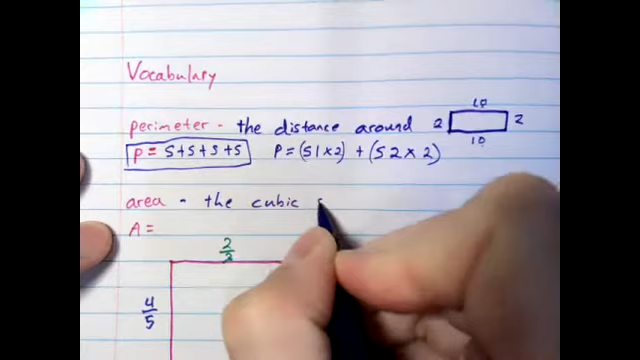 Vocabulary
10
perimeter - the distance around 2 2
10
P = S+S+S+S P = (S1×2) + (S2×2)
area - the cubic
A =
2/2
4/5